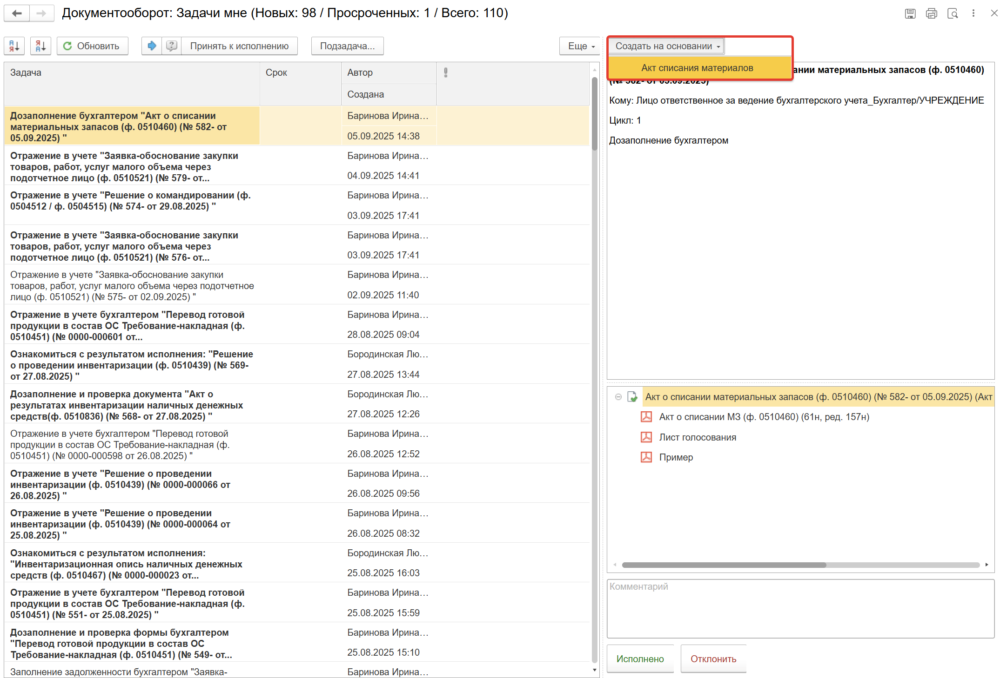 Документооборот: Задачи мне (Новых: 98 / Просроченных: 1 / Всего: 110)
Обновить
Принять к исполнению
Подзадача...
Еще
Создать на основании
Акт списания материалов
Задача
Срок
Автор
Создана
Дозаполнение бухгалтером "Акт о списании
материальных запасов (ф. 0510460) (№ 582- от
05.09.2025) "
Баринова Ирина...
05.09.2025 14:38
Отражение в учете "Заявка-обоснование закупки
товаров, работ, услуг малого объема через
подотчетное лицо (ф. 0510521) (№ 579- от...
Баринова Ирина...
04.09.2025 14:41
Отражение в учете "Решение о командировании (ф.
0504512 / ф. 0504515) (№ 574- от 29.08.2025) "
Баринова Ирина...
03.09.2025 17:41
Отражение в учете "Заявка-обоснование закупки
товаров, работ, услуг малого объема через
подотчетное лицо (ф. 0510521) (№ 576- от...
Баринова Ирина...
03.09.2025 17:41
Отражение в учете "Заявка-обоснование закупки
товаров, работ, услуг малого объема через подотчетное
лицо (ф. 0510521) (№ 575- от 02.09.2025) "
Баринова Ирина...
02.09.2025 11:40
Отражение в учете бухгалтером "Перевод готовой
продукции в состав ОС Требование-накладная (ф.
0510451) (№ 0000-000601 от...
Баринова Ирина...
28.08.2025 09:04
Ознакомиться с результатом исполнения: "Решение
о проведении инвентаризации (ф. 0510439) (№ 569-
от 27.08.2025) "
Бородинская Лю...
27.08.2025 13:44
Дозаполнение и проверка документа "Акт о
результатах инвентаризации наличных денежных
средств(ф. 0510836) (№ 568- от 27.08.2025) "
Бородинская Лю...
27.08.2025 12:26
Отражение в учете бухгалтером "Перевод готовой
продукции в состав ОС Требование-накладная (ф.
0510451) (№ 0000-000598 от 26.08.2025) "
Баринова Ирина...
26.08.2025 12:52
Отражение в учете "Решение о проведении
инвентаризации (ф. 0510439) (№ 0000-000066 от
26.08.2025) "
Баринова Ирина...
26.08.2025 09:56
Отражение в учете "Решение о проведении
инвентаризации (ф. 0510439) (№ 0000-000064 от
25.08.2025) "
Баринова Ирина...
26.08.2025 08:32
Ознакомиться с результатом исполнения:
"Инвентаризационная опись наличных денежных
средств (ф. 0510467) (№ 0000-000023 от...
Бородинская Лю...
25.08.2025 16:03
Отражение в учете бухгалтером "Перевод готовой
продукции в состав ОС Требование-накладная (ф.
0510451) (№ 551- от 25.08.2025) "
Баринова Ирина...
25.08.2025 15:59
Дозаполнение и проверка формы бухгалтером
"Перевод готовой продукции в состав ОС
Требование-накладная (ф. 0510451) (№ 549- от...
Баринова Ирина...
25.08.2025 15:10
Заполнение задолженности бухгалтером "Заявка-
Баринова Ирина...
ании материальных запасов (ф. 0510460)
(№ 582- от 05.09.2025)
Кому: Лицо ответственное за ведение бухгалтерского учета_Бухгалтер/УЧРЕЖДЕНИЕ
Цикл: 1
Дозаполнение бухгалтером
Акт о списании материальных запасов (ф. 0510460) (№ 582- от 05.09.2025) (Акт
Акт о списании МЗ (ф. 0510460) (61н, ред. 157н)
Лист голосования
Пример
Комментарий
Исполнено
Отклонить